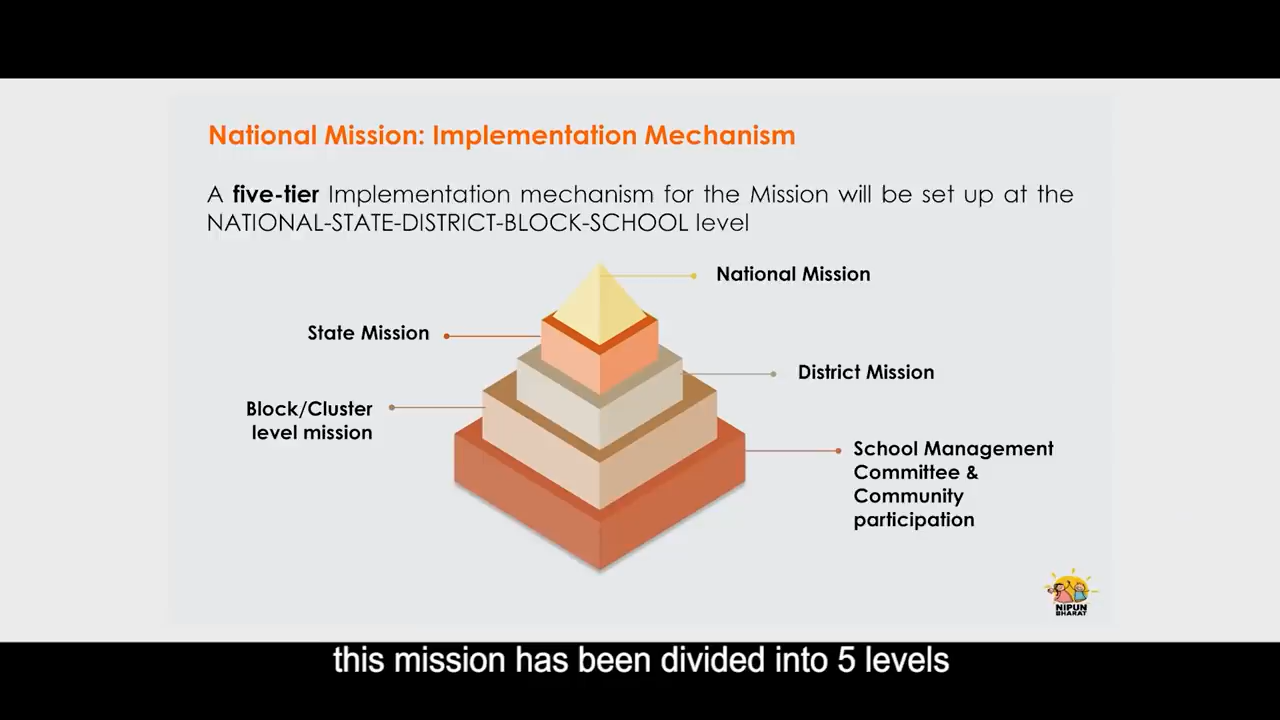 National Mission: Implementation Mechanism
A five-tier Implementation mechanism for the Mission will be set up at the
NATIONAL-STATE-DISTRICT-BLOCK-SCHOOL level
National Mission
State Mission
District Mission
Block/Cluster
level mission
School Management
Committee &
Community
participation
NIPUN
BHARAT
this mission has been divided into 5 levels